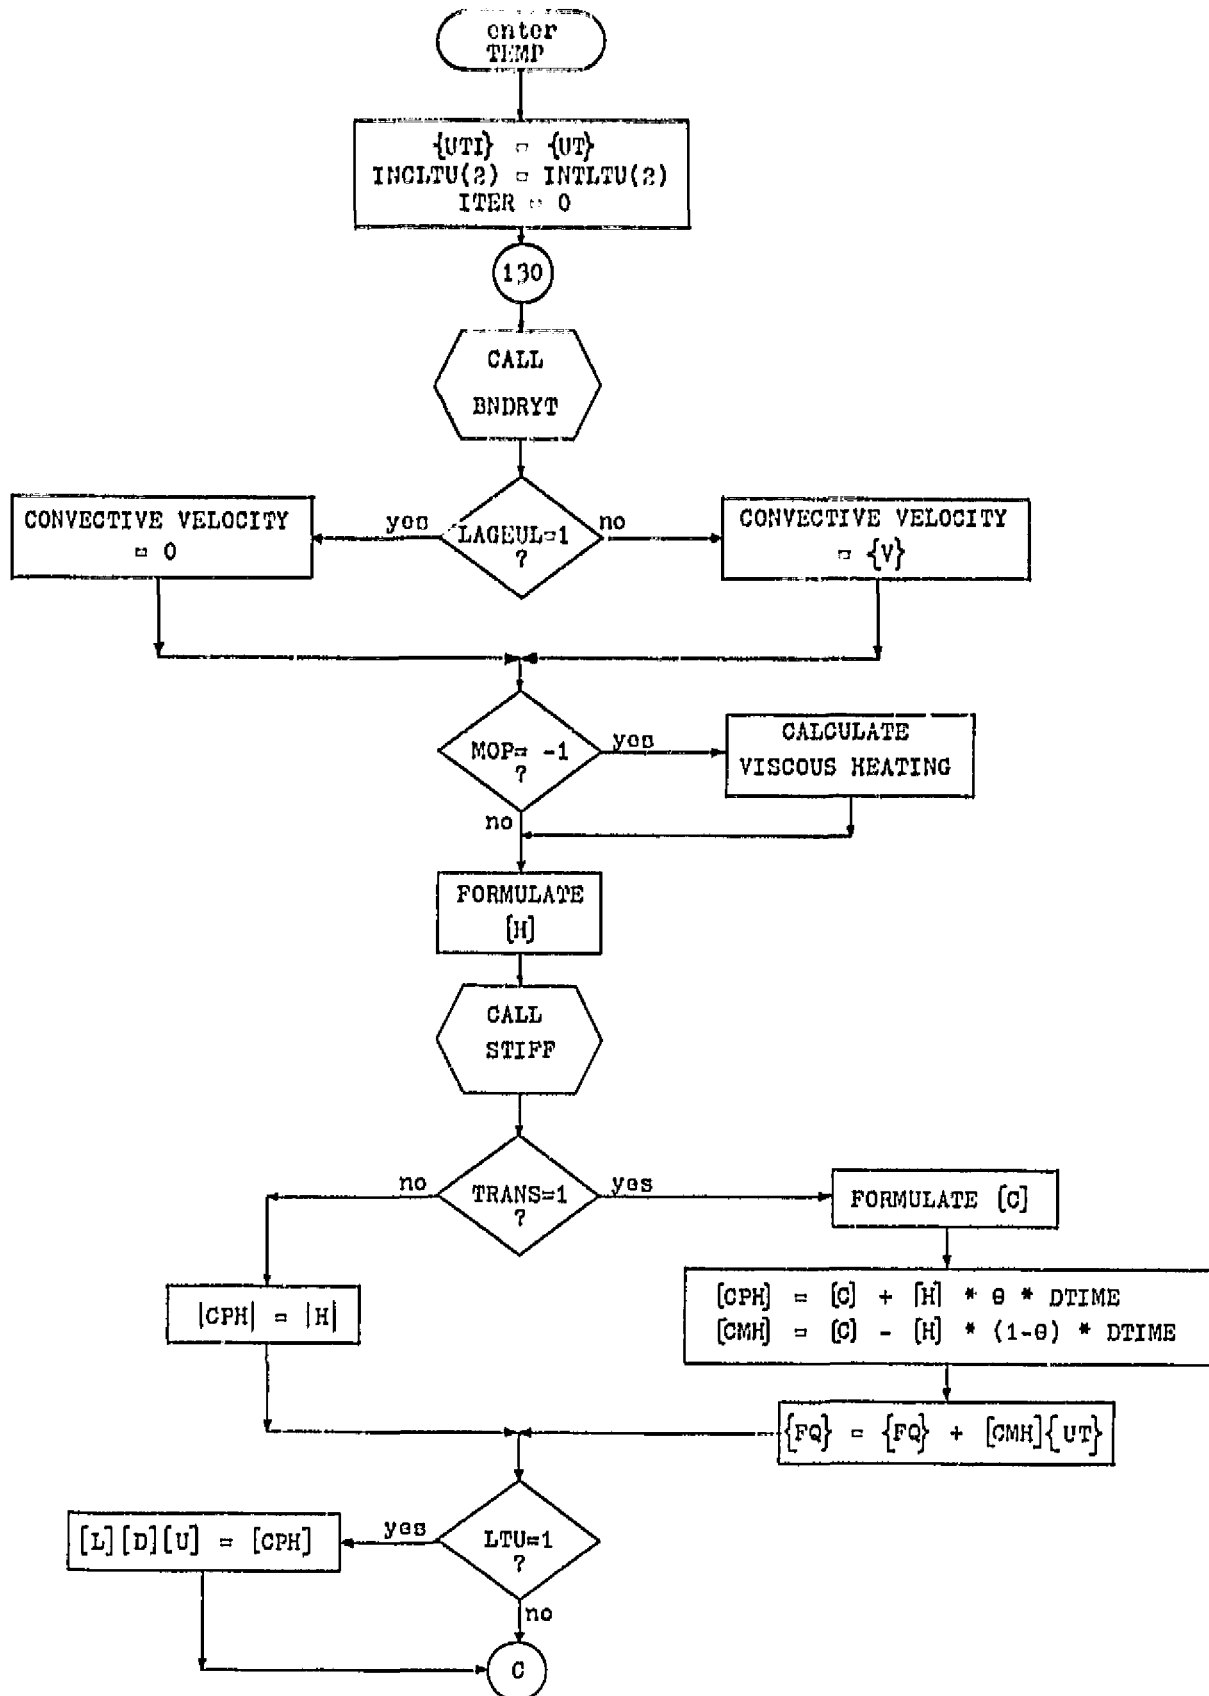 enter
TEMP
{UTI} = {UT}
INCLTU(2) = INTLTU(2)
ITER = 0
130
CALL
BNDRYT
CONVECTIVE VELOCITY
= 0
yes
LAGEUL=1
?
no
CONVECTIVE VELOCITY
= {V}
MOP= -1
?
yes
CALCULATE
VISCOUS HEATING
no
FORMULATE
[H]
CALL
STIFF
no
TRANS=1
?
yes
FORMULATE [C]
[CPH] = [H]
[CPH] = [C] + [H] * θ * DTIME
[CMH] = [C] - [H] * (1-θ) * DTIME
{FQ} = {FQ} + [CMH]{UT}
[L][D][U] = [CPH]
yes
LTU=1
?
no
C